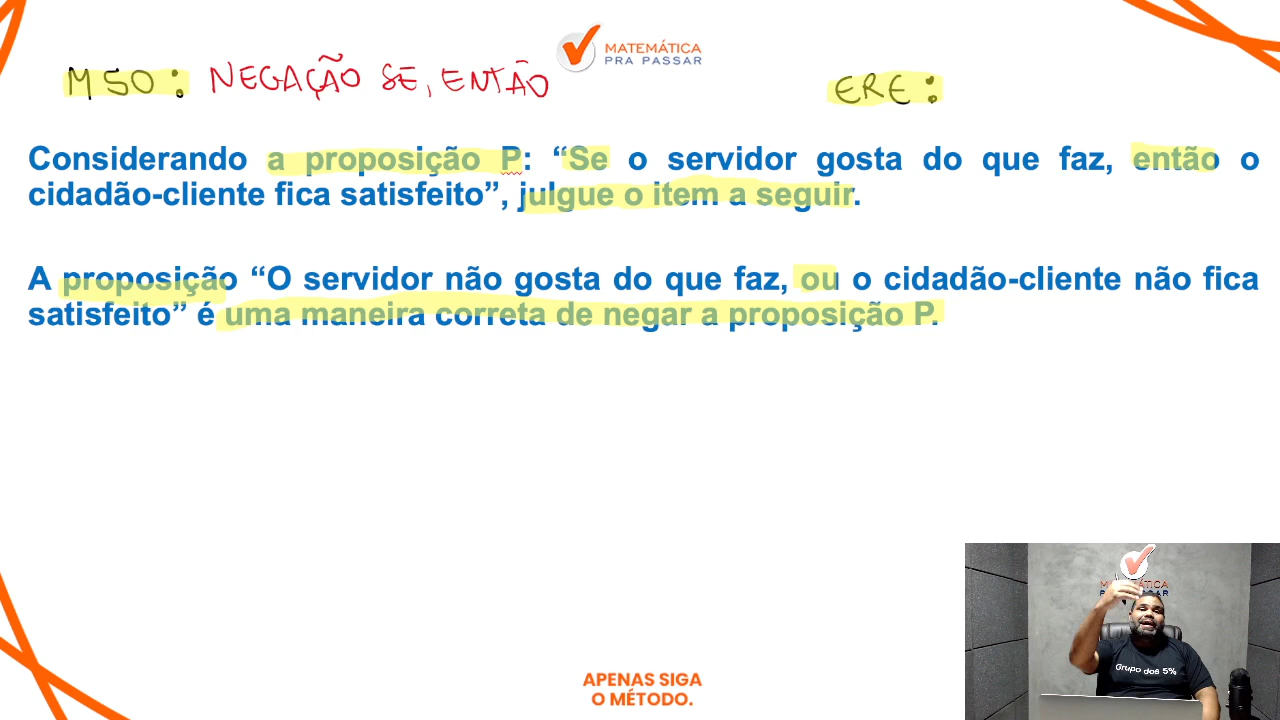 MATEMÁTICA
PRA PASSAR
MSO: NEGAÇÃO SE, ENTÃO
ERE:
Considerando a proposição P: “Se o servidor gosta do que faz, então o
cidadão-cliente fica satisfeito”, julgue o item a seguir.
A proposição “O servidor não gosta do que faz, ou o cidadão-cliente não fica
satisfeito” é uma maneira correta de negar a proposição P.
MATEMÁTICA
Grupo dos 5%
APENAS SIGA
O MÉTODO.